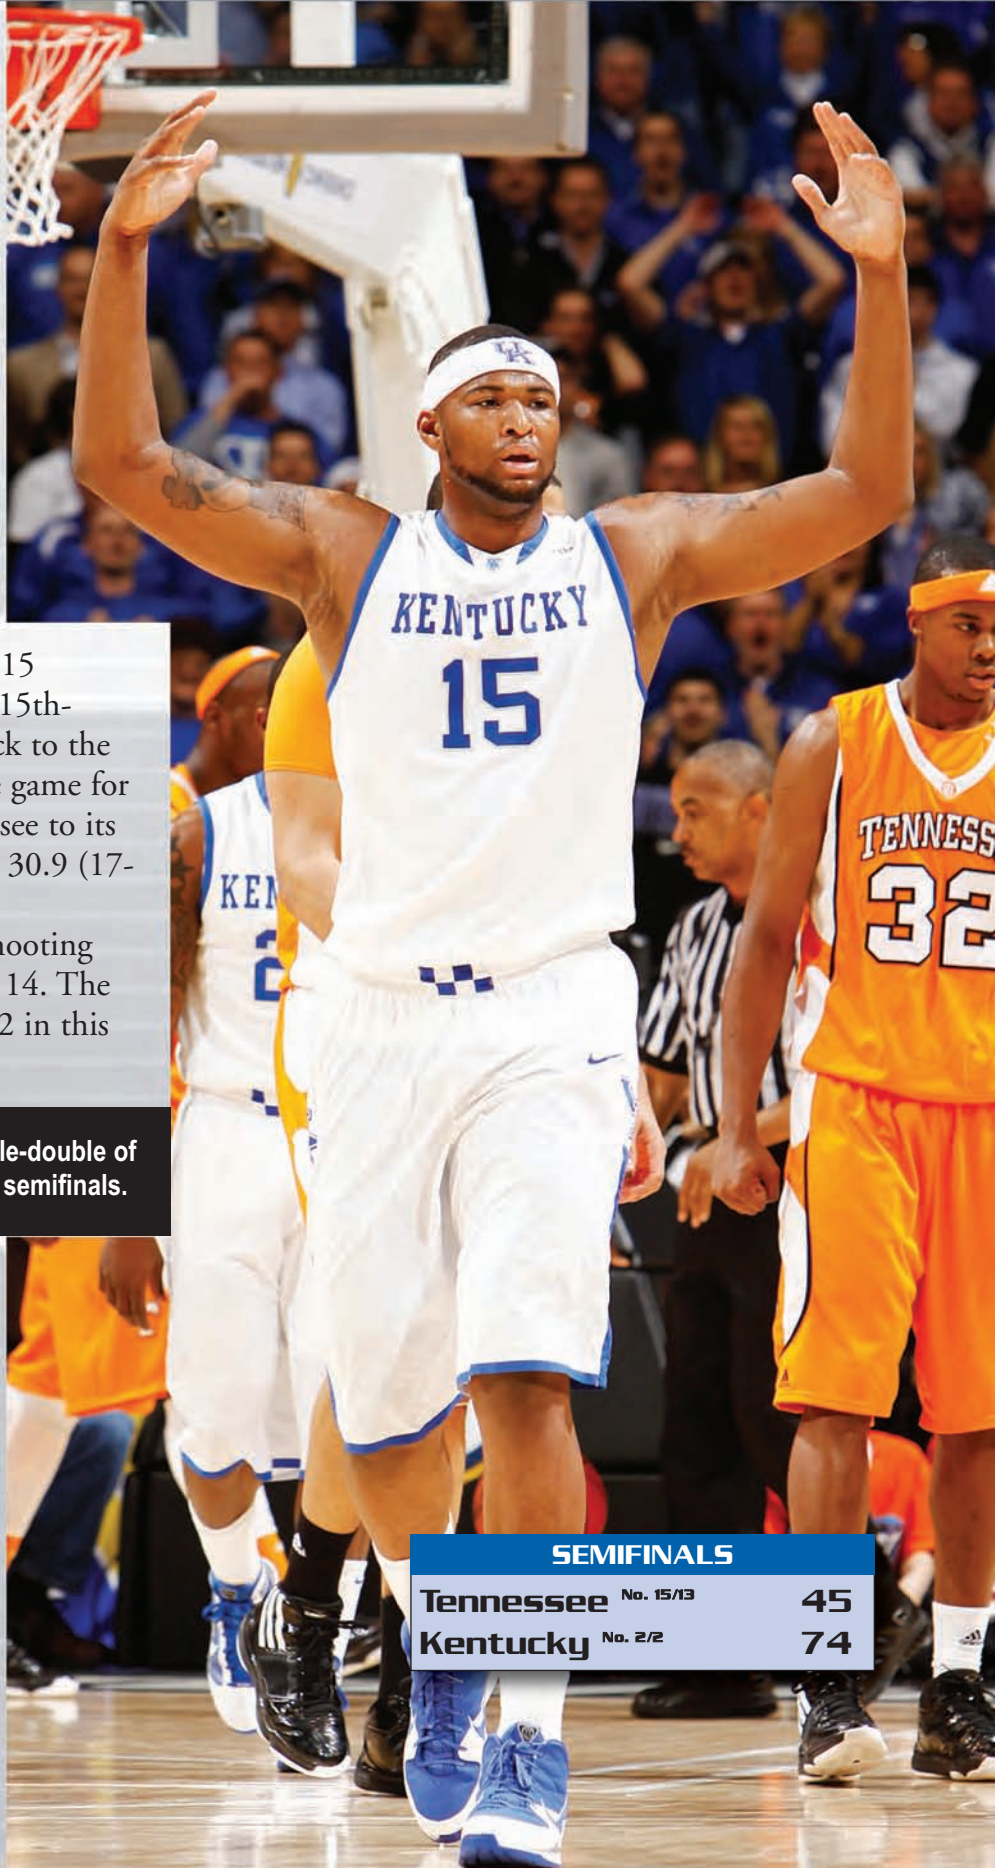 UK
KENTUCKY
15
15
15th-
ck to the
e game for
see to its
30.9 (17-
hooting
14. The
2 in this
le-double of
semifinals.
KEN
2
TENNESS
32
SEMIFINALS
Tennessee No. 15/13 45
Kentucky No. 2/2 74